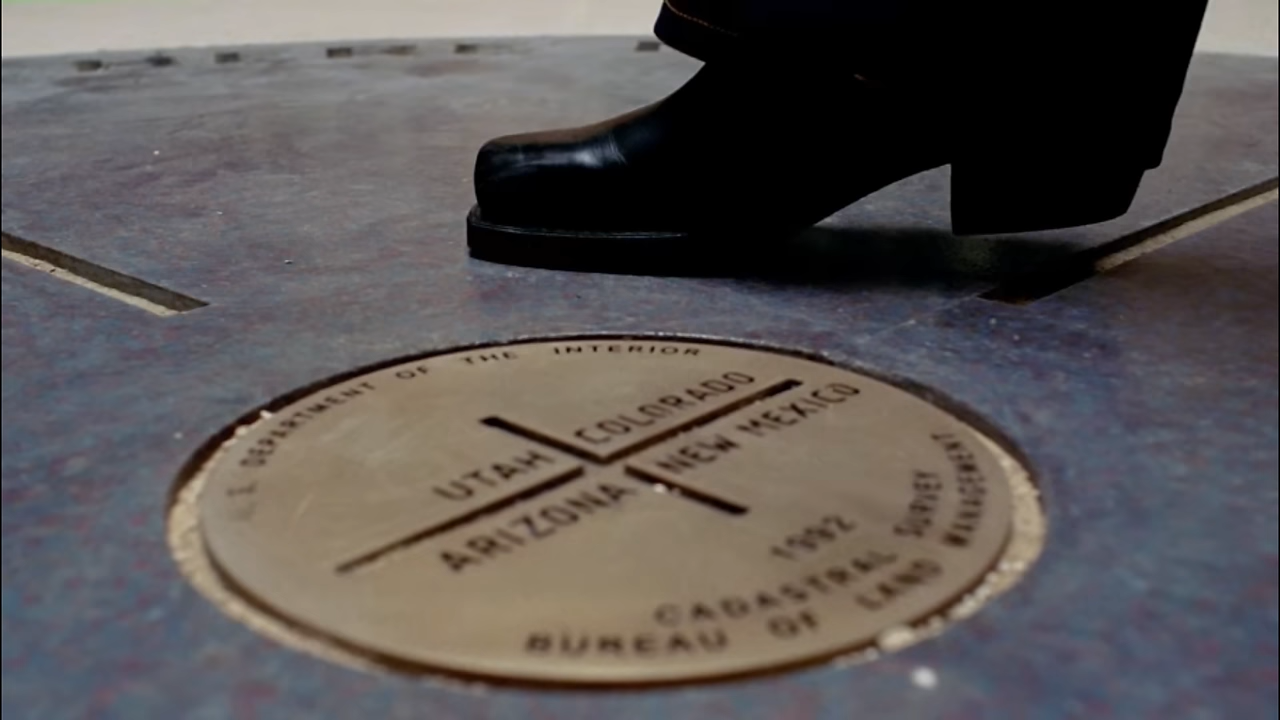 DEPARTMENT OF THE INTERIOR
UTAH
COLORADO
ARIZONA
NEW MEXICO
1992
CADASTRAL SURVEY
BUREAU OF LAND MANAGEMENT